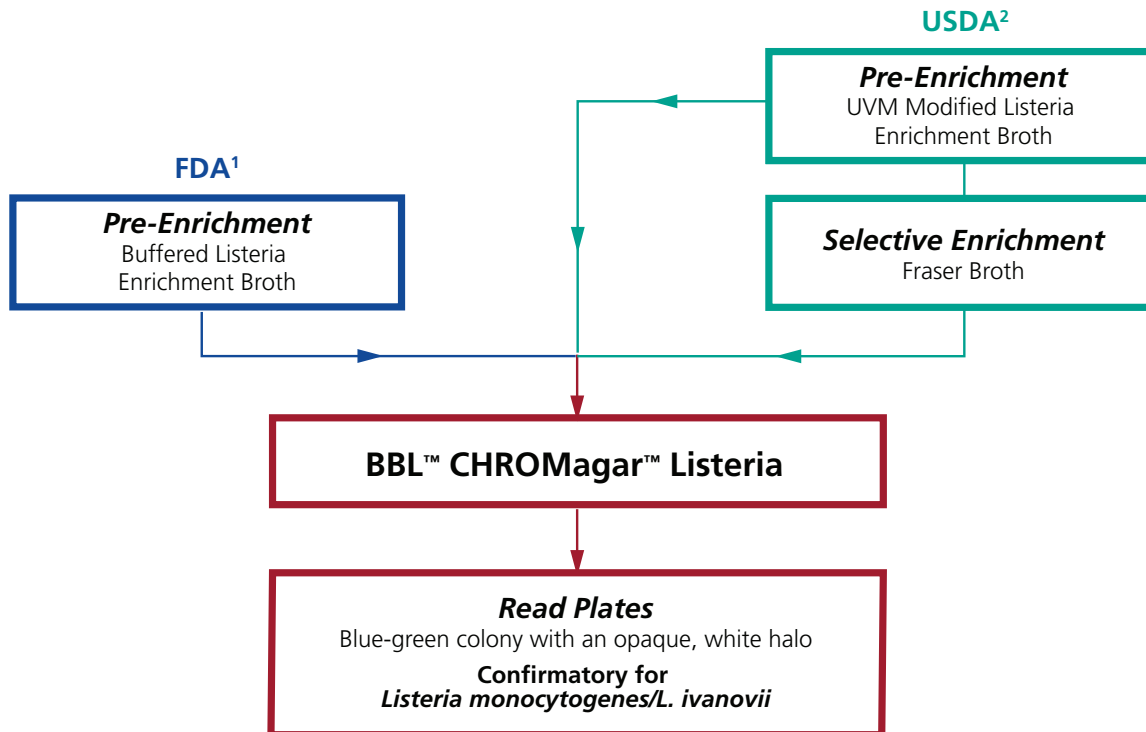 USDA²
Pre-Enrichment
UVM Modified Listeria
Enrichment Broth
FDA¹
Pre-Enrichment
Buffered Listeria
Enrichment Broth
Selective Enrichment
Fraser Broth
BBL™ CHROMagar™ Listeria
Read Plates
Blue-green colony with an opaque, white halo
Confirmatory for
Listeria monocytogenes/L. ivanovii